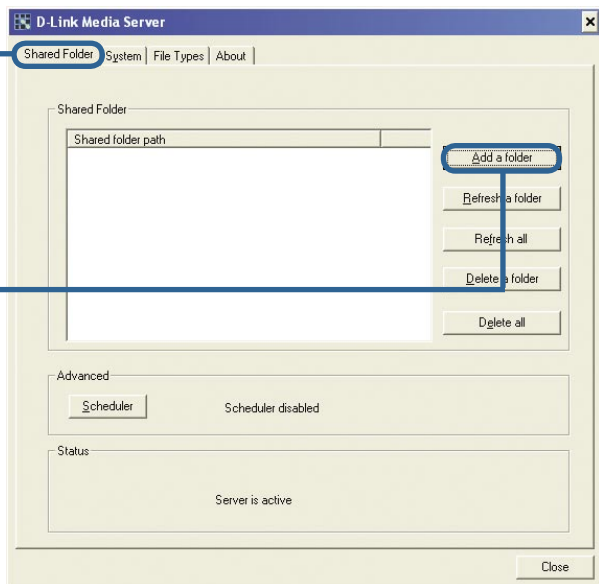 D-Link Media Server
Shared Folder System File Types About
Shared Folder
Shared folder path
Add a folder
Refresh a folder
Refresh all
Delete a folder
Delete all
Advanced
Scheduler Scheduler disabled
Status
Server is active
Close